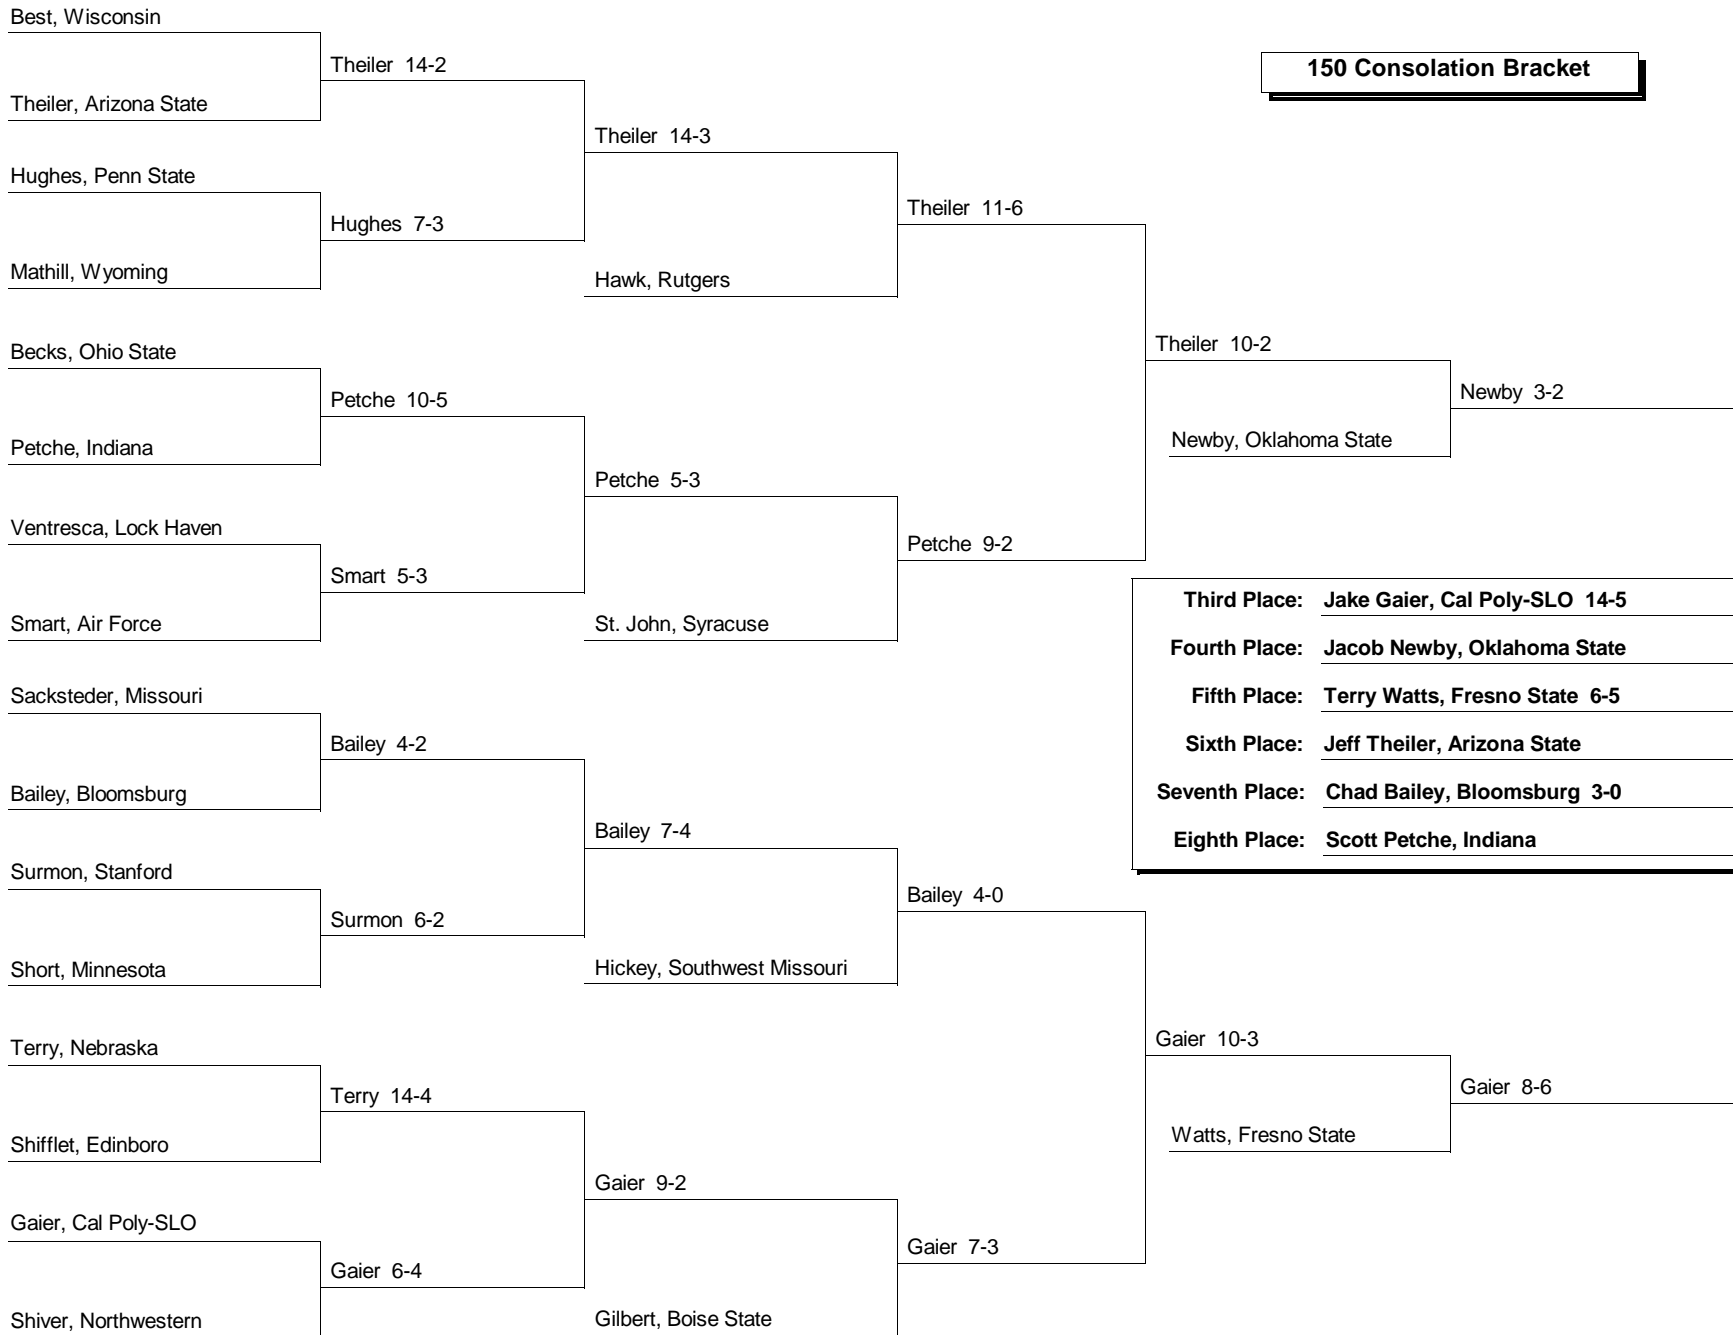 Best, Wisconsin
150 Consolation Bracket
Theiler 14-2
Theiler, Arizona State
Theiler 14-3
Hughes, Penn State
Theiler 11-6
Hughes 7-3
Mathill, Wyoming
Hawk, Rutgers
Becks, Ohio State
Theiler 10-2
Petche 10-5
Newby 3-2
Petche, Indiana
Newby, Oklahoma State
Petche 5-3
Ventresca, Lock Haven
Petche 9-2
Smart 5-3
Smart, Air Force
St. John, Syracuse
Third Place: Jake Gaier, Cal Poly-SLO 14-5
Fourth Place: Jacob Newby, Oklahoma State
Fifth Place: Terry Watts, Fresno State 6-5
Sixth Place: Jeff Theiler, Arizona State
Seventh Place: Chad Bailey, Bloomsburg 3-0
Eighth Place: Scott Petche, Indiana
Sacksteder, Missouri
Bailey 4-2
Bailey, Bloomsburg
Bailey 7-4
Surmon, Stanford
Bailey 4-0
Surmon 6-2
Short, Minnesota
Hickey, Southwest Missouri
Terry, Nebraska
Gaier 10-3
Terry 14-4
Gaier 8-6
Shifflet, Edinboro
Watts, Fresno State
Gaier 9-2
Gaier, Cal Poly-SLO
Gaier 7-3
Gaier 6-4
Shiver, Northwestern
Gilbert, Boise State